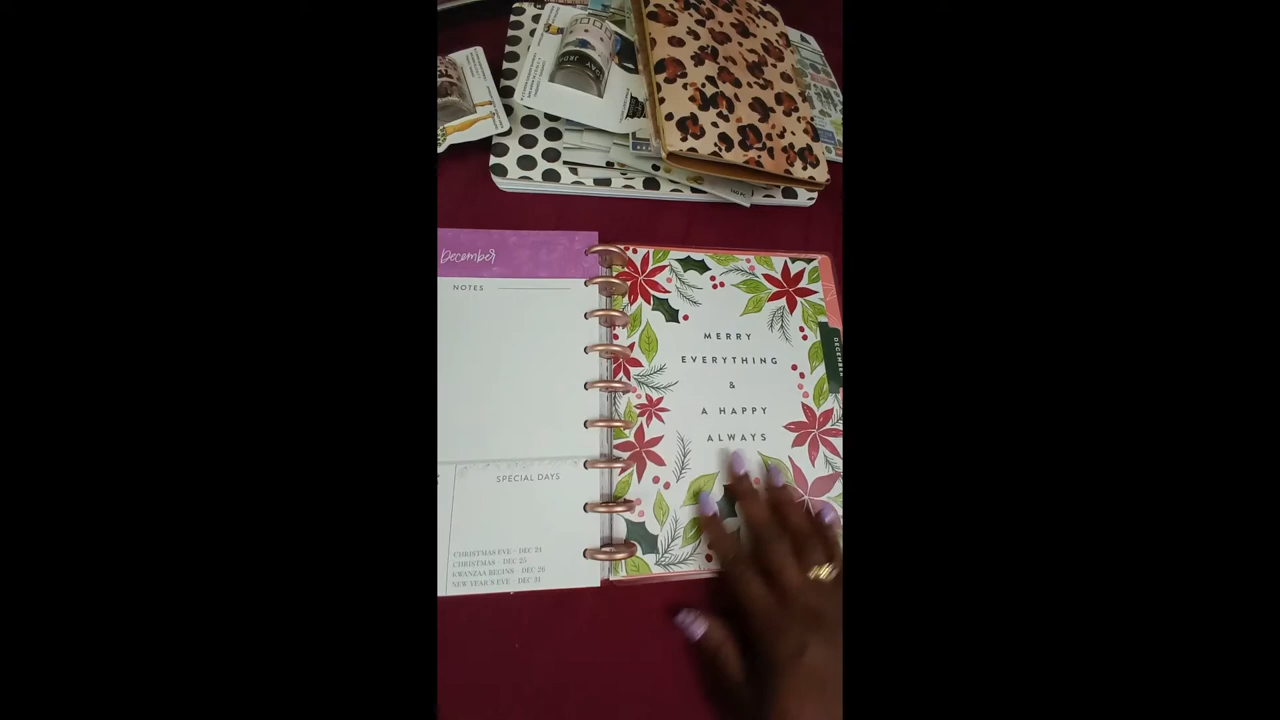 December
NOTES
SPECIAL DAYS
CHRISTMAS EVE - DEC 24
CHRISTMAS - DEC 25
KWANZAA BEGINS - DEC 26
NEW YEAR'S EVE - DEC 31
MERRY
EVERYTHING
&
A HAPPY
ALWAYS
DECEMBER